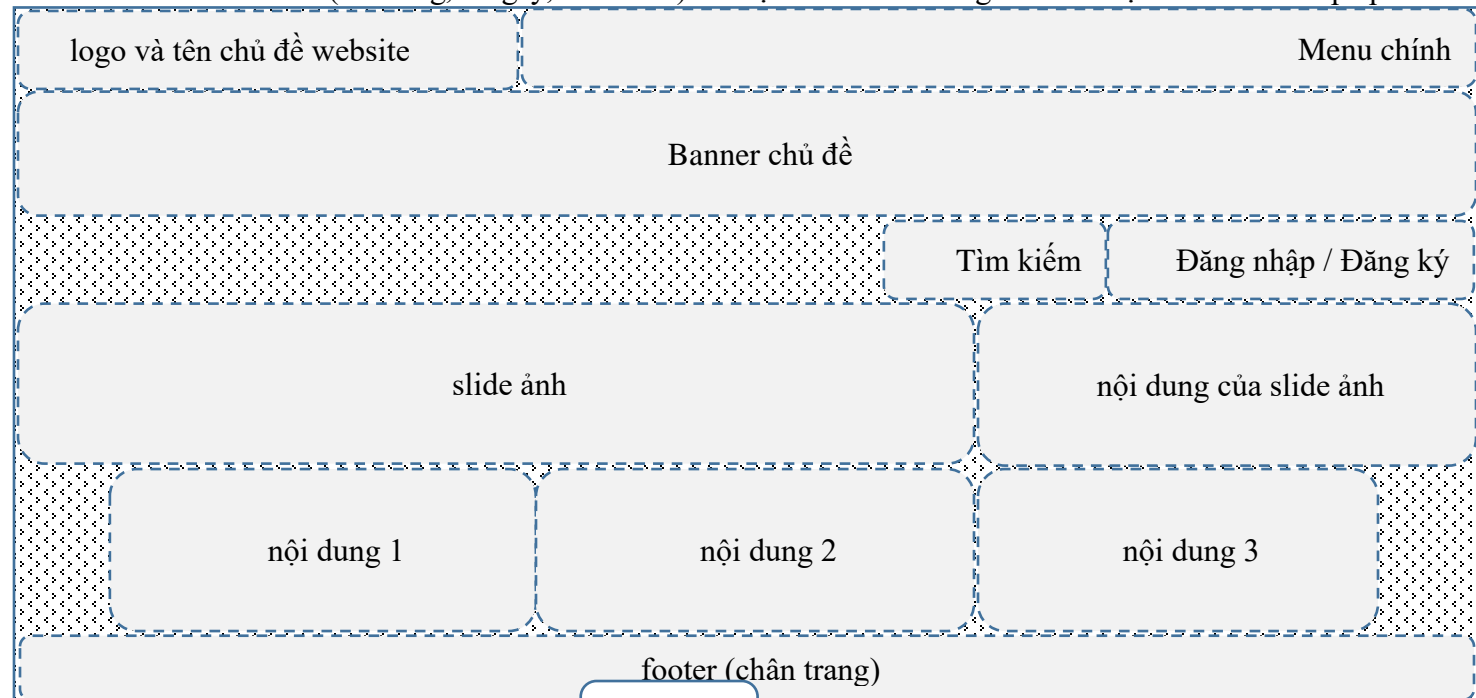 logo và tên chủ đề website
Menu chính
Banner chủ đề
Tìm kiếm
Đăng nhập / Đăng ký
slide ảnh
nội dung của slide ảnh
nội dung 1
nội dung 2
nội dung 3
footer (chân trang)